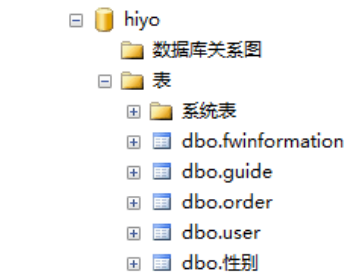 hiyo
数据库关系图
表
系统表
dbo.fwinformation
dbo.guide
dbo.order
dbo.user
dbo.性别